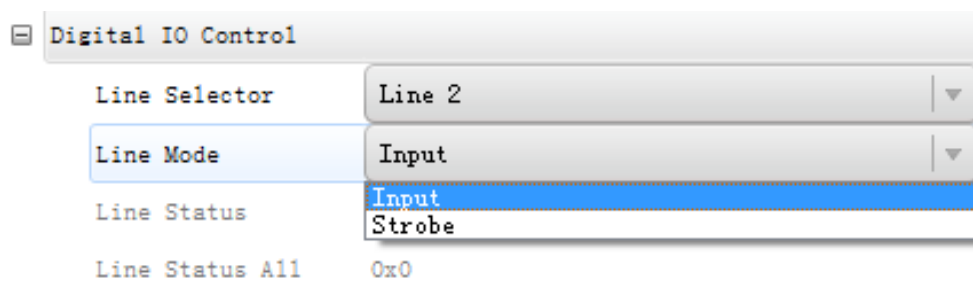 Digital IO Control
Line Selector Line 2
Line Mode Input
Input
Line Status
Strobe
Line Status All 0x0